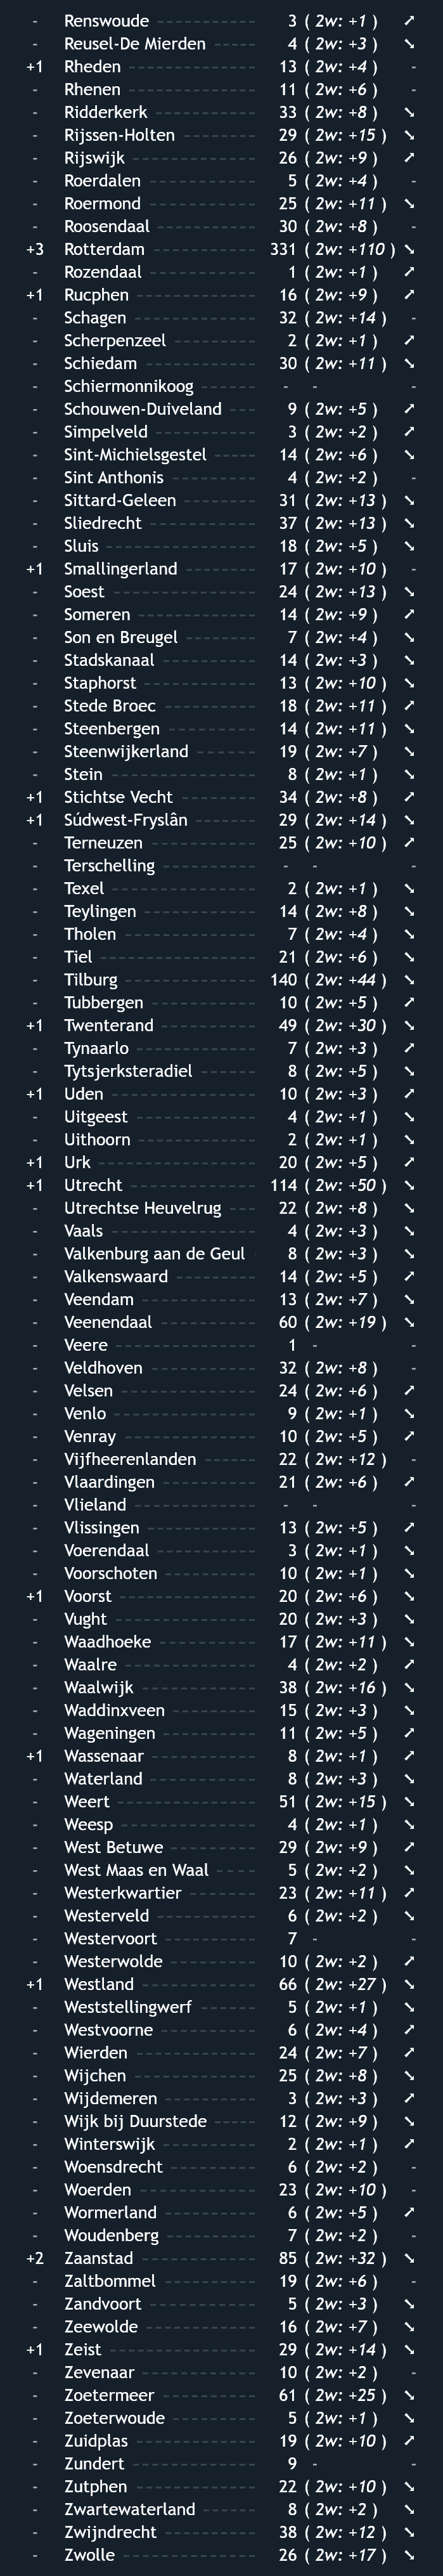 - Renswoude 3 ( 2w: +1 ) ↗
- Reusel-De Mierden 4 ( 2w: +3 ) ↘
+1 Rheden 13 ( 2w: +4 ) -
- Rhenen 11 ( 2w: +6 ) -
- Ridderkerk 33 ( 2w: +8 ) ↘
- Rijssen-Holten 29 ( 2w: +15 ) ↘
- Rijswijk 26 ( 2w: +9 ) ↗
- Roerdalen 5 ( 2w: +4 ) -
- Roermond 25 ( 2w: +11 ) ↘
- Roosendaal 30 ( 2w: +8 ) -
+3 Rotterdam 331 ( 2w: +110 ) ↘
- Rozendaal 1 ( 2w: +1 ) ↗
+1 Rucphen 16 ( 2w: +9 ) ↗
- Schagen 32 ( 2w: +14 ) -
- Scherpenzeel 2 ( 2w: +1 ) ↗
- Schiedam 30 ( 2w: +11 ) ↘
- Schiermonnikoog - - -
- Schouwen-Duiveland 9 ( 2w: +5 ) ↗
- Simpelveld 3 ( 2w: +2 ) ↗
- Sint-Michielsgestel 14 ( 2w: +6 ) ↘
- Sint Anthonis 4 ( 2w: +2 ) -
- Sittard-Geleen 31 ( 2w: +13 ) ↘
- Sliedrecht 37 ( 2w: +13 ) ↘
- Sluis 18 ( 2w: +5 ) ↘
+1 Smallingerland 17 ( 2w: +10 ) -
- Soest 24 ( 2w: +13 ) ↘
- Someren 14 ( 2w: +9 ) ↗
- Son en Breugel 7 ( 2w: +4 ) ↘
- Stadskanaal 14 ( 2w: +3 ) ↘
- Staphorst 13 ( 2w: +10 ) ↘
- Stede Broec 18 ( 2w: +11 ) ↗
- Steenbergen 14 ( 2w: +11 ) ↘
- Steenwijkerland 19 ( 2w: +7 ) ↘
- Stein 8 ( 2w: +1 ) ↘
+1 Stichtse Vecht 34 ( 2w: +8 ) ↗
+1 Súdwest-Fryslân 29 ( 2w: +14 ) ↘
- Terneuzen 25 ( 2w: +10 ) ↗
- Terschelling - - -
- Texel 2 ( 2w: +1 ) ↘
- Teylingen 14 ( 2w: +8 ) ↘
- Tholen 7 ( 2w: +4 ) ↘
- Tiel 21 ( 2w: +6 ) ↘
- Tilburg 140 ( 2w: +44 ) ↘
- Tubbergen 10 ( 2w: +5 ) ↗
+1 Twenterand 49 ( 2w: +30 ) ↘
- Tynaarlo 7 ( 2w: +3 ) ↗
- Tytsjerksteradiel 8 ( 2w: +5 ) ↘
+1 Uden 10 ( 2w: +3 ) ↗
- Uitgeest 4 ( 2w: +1 ) ↘
- Uithoorn 2 ( 2w: +1 ) ↘
+1 Urk 20 ( 2w: +5 ) ↗
+1 Utrecht 114 ( 2w: +50 ) ↘
- Utrechtse Heuvelrug 22 ( 2w: +8 ) ↘
- Vaals 4 ( 2w: +3 ) ↘
- Valkenburg aan de Geul 8 ( 2w: +3 ) ↘
- Valkenswaard 14 ( 2w: +5 ) ↗
- Veendam 13 ( 2w: +7 ) ↘
- Veenendaal 60 ( 2w: +19 ) ↘
- Veere 1 - -
- Veldhoven 32 ( 2w: +8 ) -
- Velsen 24 ( 2w: +6 ) ↗
- Venlo 9 ( 2w: +1 ) ↘
- Venray 10 ( 2w: +5 ) ↗
- Vijfheerenlanden 22 ( 2w: +12 ) -
- Vlaardingen 21 ( 2w: +6 ) ↗
- Vlieland - - -
- Vlissingen 13 ( 2w: +5 ) ↗
- Voerendaal 3 ( 2w: +1 ) ↘
- Voorschoten 10 ( 2w: +1 ) ↘
+1 Voorst 20 ( 2w: +6 ) ↘
- Vught 20 ( 2w: +3 ) ↘
- Waadhoeke 17 ( 2w: +11 ) ↘
- Waalre 4 ( 2w: +2 ) ↗
- Waalwijk 38 ( 2w: +16 ) ↘
- Waddinxveen 15 ( 2w: +3 ) ↘
- Wageningen 11 ( 2w: +5 ) ↗
+1 Wassenaar 8 ( 2w: +1 ) ↗
- Waterland 8 ( 2w: +3 ) ↘
- Weert 51 ( 2w: +15 ) ↘
- Weesp 4 ( 2w: +1 ) ↘
- West Betuwe 29 ( 2w: +9 ) ↗
- West Maas en Waal 5 ( 2w: +2 ) ↘
- Westerkwartier 23 ( 2w: +11 ) ↗
- Westerveld 6 ( 2w: +2 ) ↘
- Westervoort 7 - -
- Westerwolde 10 ( 2w: +2 ) ↗
+1 Westland 66 ( 2w: +27 ) ↘
- Weststellingwerf 5 ( 2w: +1 ) ↘
- Westvoorne 6 ( 2w: +4 ) ↗
- Wierden 24 ( 2w: +7 ) ↗
- Wijchen 25 ( 2w: +8 ) ↘
- Wijdemeren 3 ( 2w: +3 ) ↗
- Wijk bij Duurstede 12 ( 2w: +9 ) ↘
- Winterswijk 2 ( 2w: +1 ) ↗
- Woensdrecht 6 ( 2w: +2 ) -
- Woerden 23 ( 2w: +10 ) -
- Wormerland 6 ( 2w: +5 ) ↗
- Woudenberg 7 ( 2w: +2 ) -
+2 Zaanstad 85 ( 2w: +32 ) ↘
- Zaltbommel 19 ( 2w: +6 ) -
- Zandvoort 5 ( 2w: +3 ) ↘
- Zeewolde 16 ( 2w: +7 ) ↘
+1 Zeist 29 ( 2w: +14 ) ↘
- Zevenaar 10 ( 2w: +2 ) -
- Zoetermeer 61 ( 2w: +25 ) ↘
- Zoeterwoude 5 ( 2w: +1 ) ↘
- Zuidplas 19 ( 2w: +10 ) ↗
- Zundert 9 - -
- Zutphen 22 ( 2w: +10 ) ↘
- Zwartewaterland 8 ( 2w: +2 ) ↘
- Zwijndrecht 38 ( 2w: +12 ) ↘
- Zwolle 26 ( 2w: +17 ) ↘